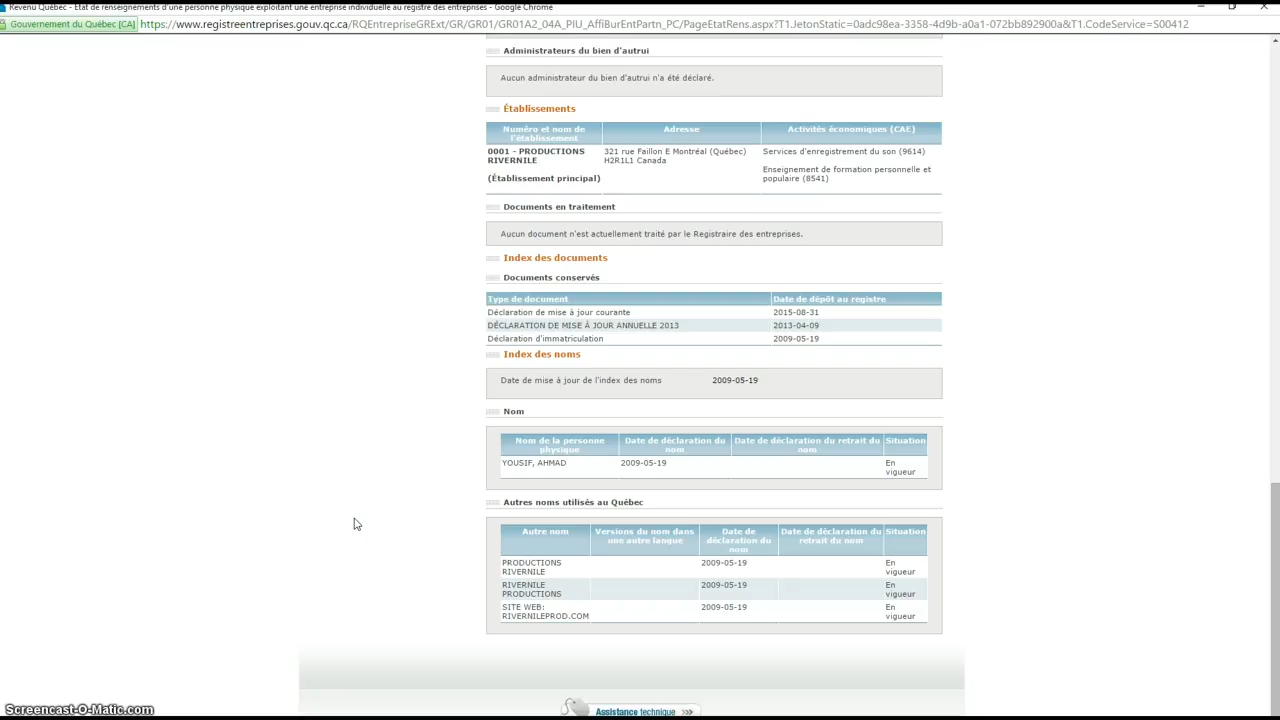 Revenu Québec - État de renseignements d'une personne physique exploitant une entreprise individuelle au registre des entreprises - Google Chrome
Gouvernement du Québec [CA] https://www.registreentreprises.gouv.qc.ca/RQEntrepriseGRExt/GR/GR01/GR01A2_04A_PIU_AffiBurEntPartn_PC/PageEtatRens.aspx?T1.JetonStatic=0adc98ea-3358-4d9b-a0a1-072bb892900a&T1.CodeService=S00412
Administrateurs du bien d'autrui
Aucun administrateur du bien d'autrui n'a été déclaré.
Établissements
Numéro et nom de l'établissement Adresse Activités économiques (CAE)
0001 - PRODUCTIONS 321 rue Faillon E Montréal (Québec) Services d'enregistrement du son (9614)
RIVERNILE H2R1L1 Canada
Enseignement de formation personnelle et
(Établissement principal) populaire (8541)
Documents en traitement
Aucun document n'est actuellement traité par le Registraire des entreprises.
Index des documents
Documents conservés
Type de document Date de dépôt au registre
Déclaration de mise à jour courante 2015-08-31
DÉCLARATION DE MISE À JOUR ANNUELLE 2013 2013-04-09
Déclaration d'immatriculation 2009-05-19
Index des noms
Date de mise à jour de l'index des noms 2009-05-19
Nom
Nom de la personne physique Date de déclaration du nom Date de déclaration du retrait du nom Situation
YOUSIF, AHMAD 2009-05-19 En
vigueur
Autres noms utilisés au Québec
Autre nom Versions du nom dans une autre langue Date de déclaration du nom Date de déclaration du retrait du nom Situation
PRODUCTIONS 2009-05-19 En
RIVERNILE vigueur
RIVERNILE 2009-05-19 En
PRODUCTIONS vigueur
SITE WEB: 2009-05-19 En
RIVERNILEPROD.COM vigueur
Assistance technique
Screencast-O-Matic.com